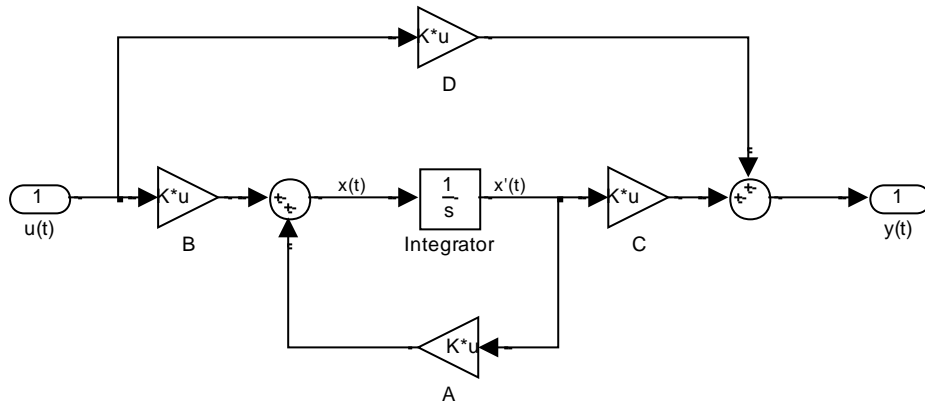 K*u
D
1
u(t)
K*u
B
+
+
x(t)
1
s
Integrator
x'(t)
K*u
C
+
+
1
y(t)
K*u
A